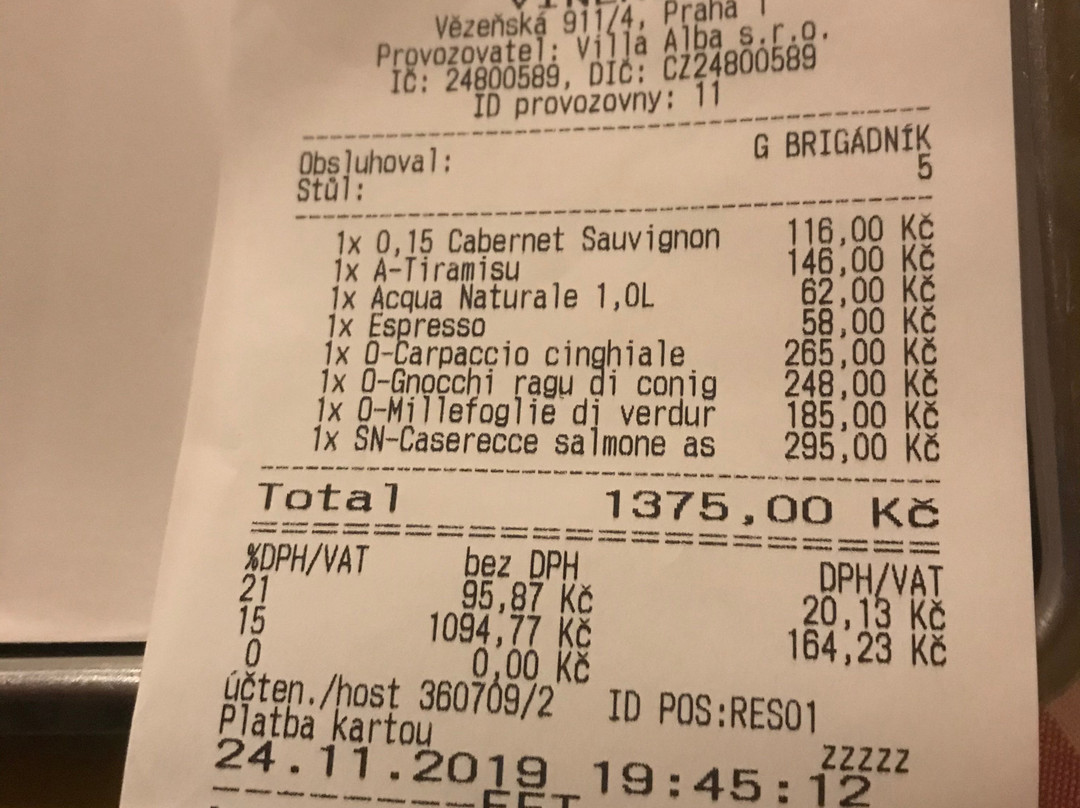 Vězeňská 911/4, Praha 1
Provozovatel: Villa Alba s.r.o.
IČ: 24800589, DIČ: CZ24800589
ID provozovny: 11
Obsluhoval: G BRIGÁDNÍK
Stůl: 5
1x 0,15 Cabernet Sauvignon 116,00 Kč
1x A-Tiramisu 146,00 Kč
1x Acqua Naturale 1,0L 62,00 Kč
1x Espresso 58,00 Kč
1x O-Carpaccio cinghiale 265,00 Kč
1x O-Gnocchi ragu di conig 248,00 Kč
1x O-Millefoglie di verdur 185,00 Kč
1x SN-Caserecce salmone as 295,00 Kč
Total 1375,00 Kč
%DPH/VAT bez DPH DPH/VAT
21 95,87 Kč 20,13 Kč
15 1094,77 Kč 164,23 Kč
0 0,00 Kč
účten./host 360709/2 ID POS:RES01
Platba kartou zzzzz
24.11.2019 19:45:12